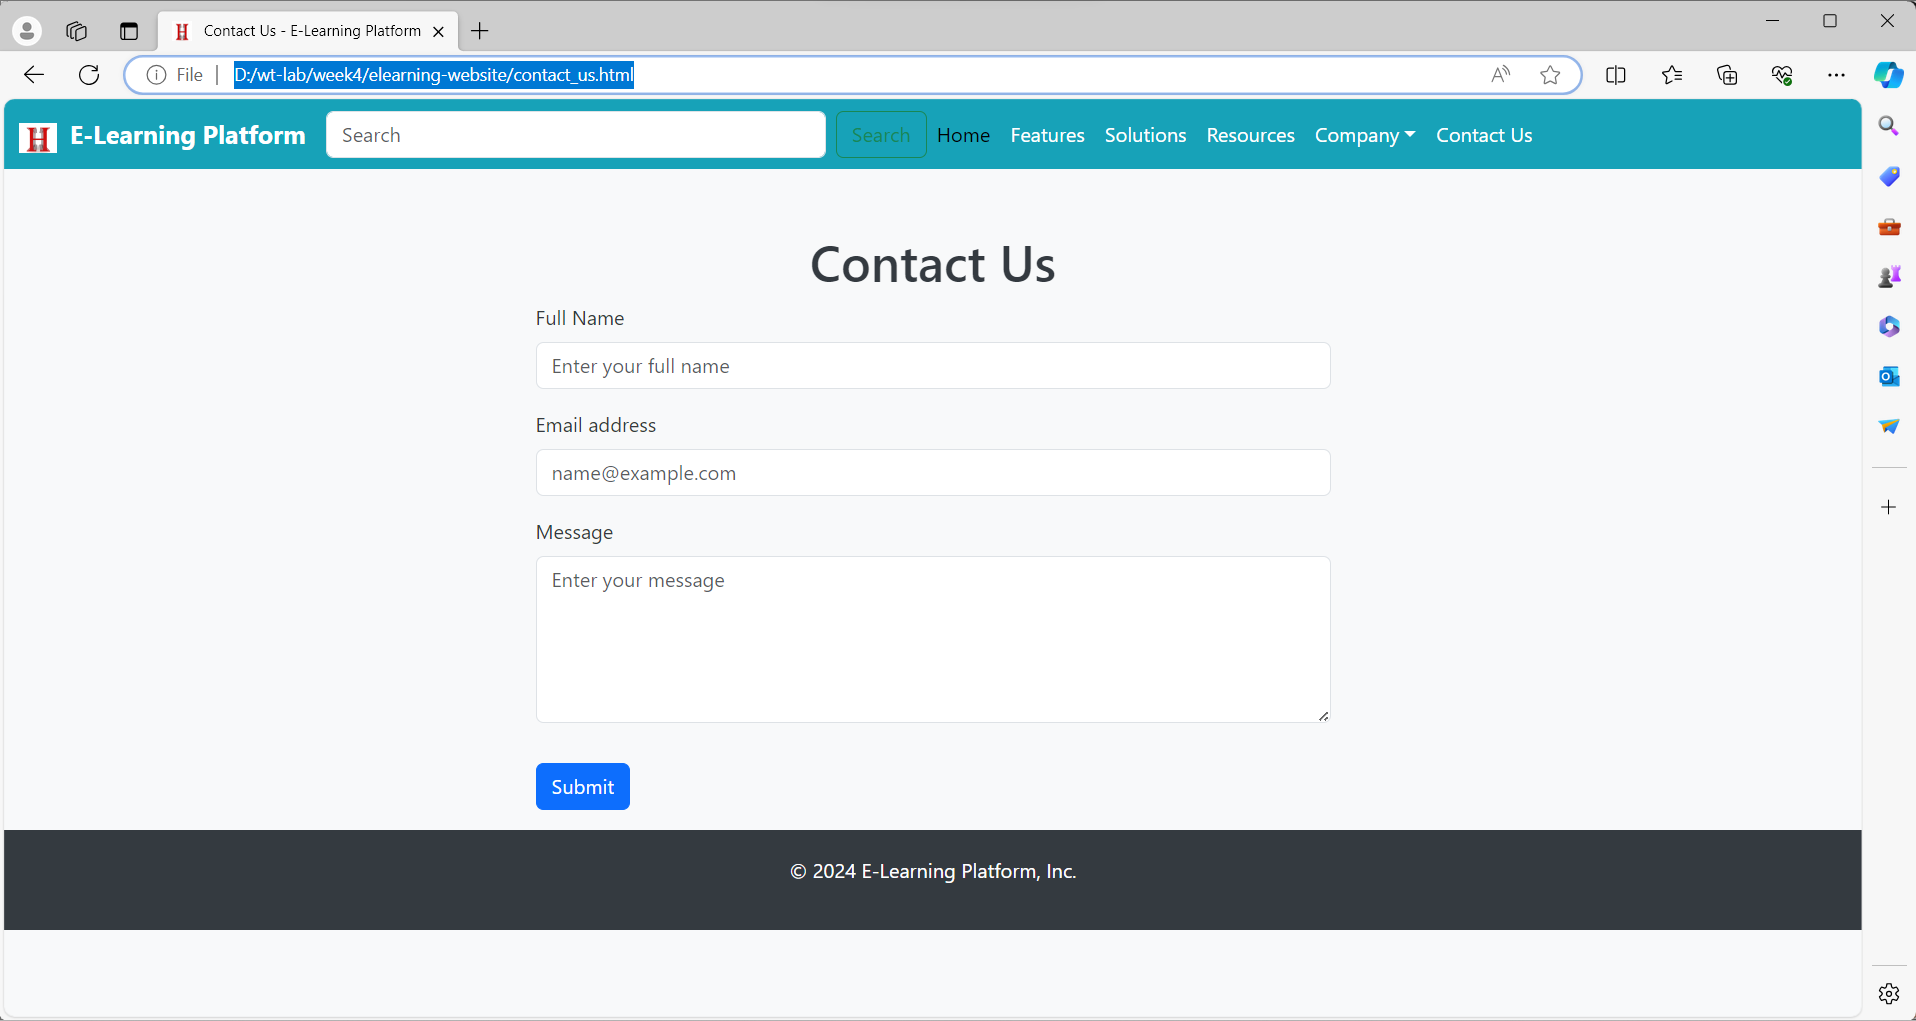 Contact Us - E-Learning Platform
File D:/wt-lab/week4/elearning-website/contact_us.html
H E-Learning Platform Search Search Home Features Solutions Resources Company Contact Us
Contact Us
Full Name
Enter your full name
Email address
name@example.com
Message
Enter your message
Submit
© 2024 E-Learning Platform, Inc.